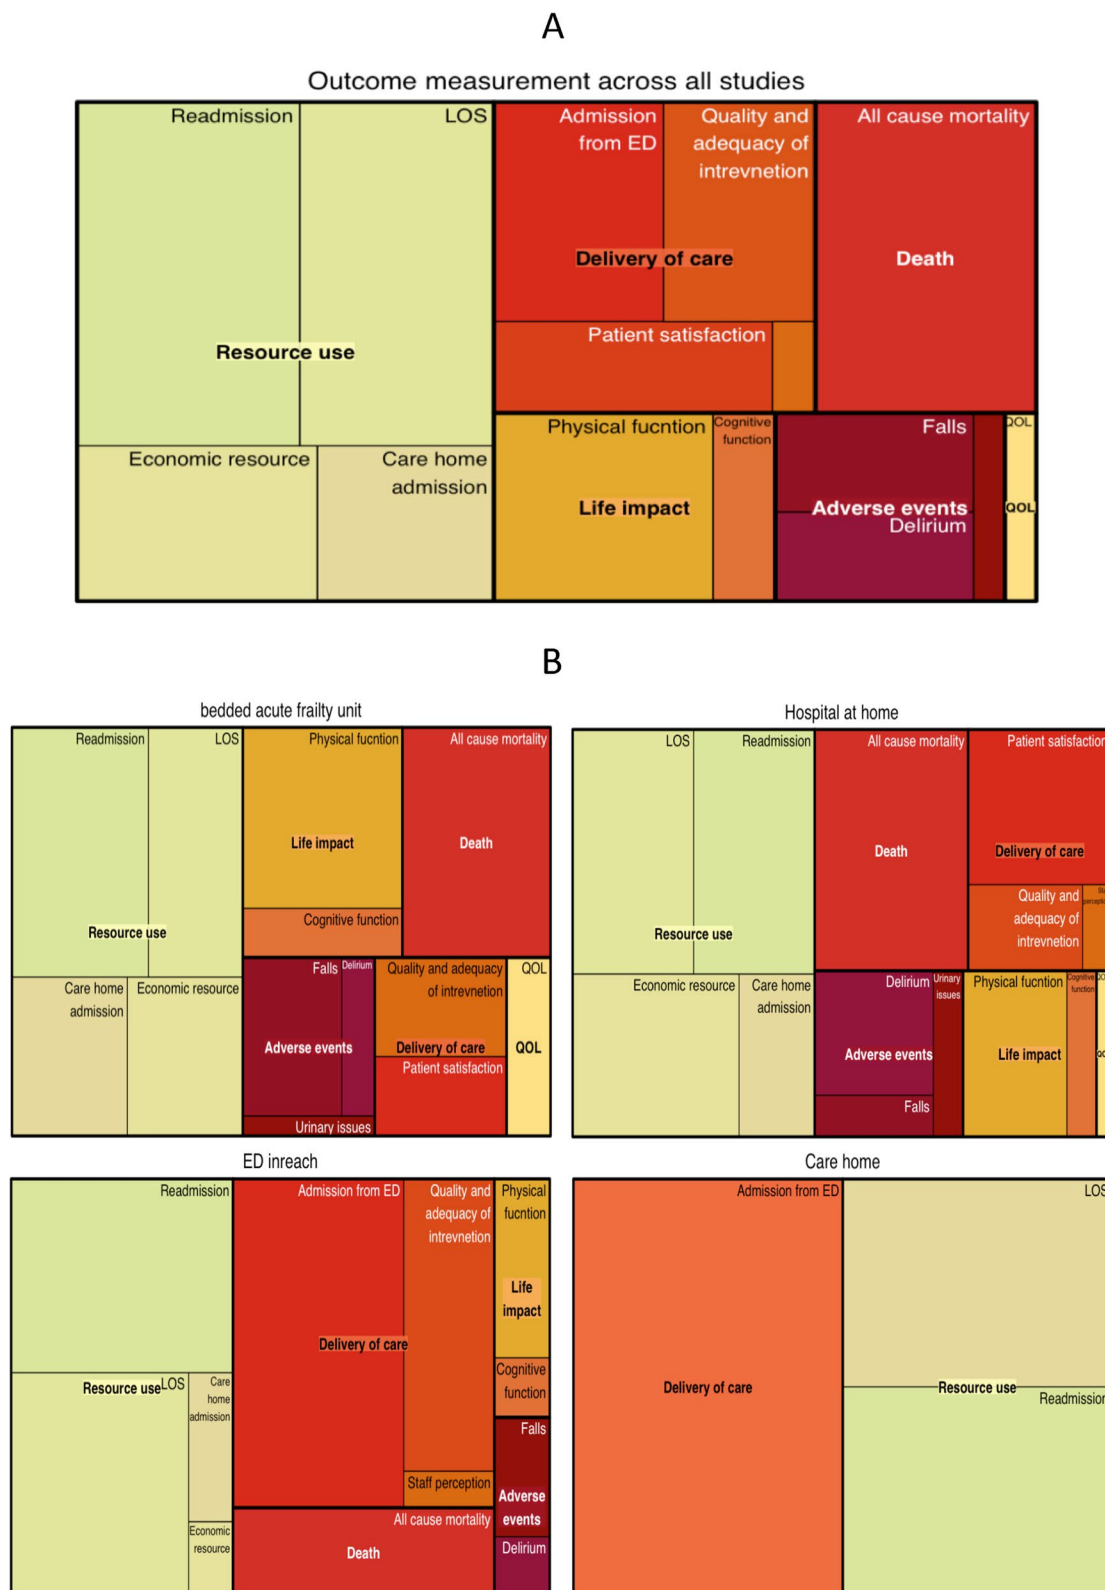 A
Outcome measurement across all studies
Readmission
LOS
Resource use
Economic resource
Care home
admission
Admission
from ED
Quality and
adequacy of
intrevnetion
Delivery of care
Patient satisfaction
All cause mortality
Death
Physical fucntion
Cognitive
function
Life impact
Falls
Adverse events
Delirium
QOL
QOL
B
bedded acute frailty unit
Readmission
LOS
Resource use
Care home
admission
Economic resource
Physical fucntion
Life impact
Cognitive function
All cause mortality
Death
Falls
Delirium
Adverse events
Urinary issues
Quality and adequacy
of intrevnetion
Delivery of care
Patient satisfaction
QOL
QOL
Hospital at home
LOS
Readmission
Resource use
Economic resource
Care home
admission
All cause mortality
Death
Patient satisfaction
Delivery of care
Quality and
adequacy of
intrevnetion
Delirium
Urinary
issues
Adverse events
Falls
Physical fucntion
Cognitive
function
Life impact
ED inreach
Readmission
Resource use
LOS
Care
home
admission
Economic
resource
Admission from ED
Quality and
adequacy of
intrevnetion
Delivery of care
Staff perception
All cause mortality
Death
Physical
fucntion
Life
impact
Cognitive
function
Falls
Adverse
events
Delirium
Care home
Admission from ED
Delivery of care
LOS
Resource use
Readmission